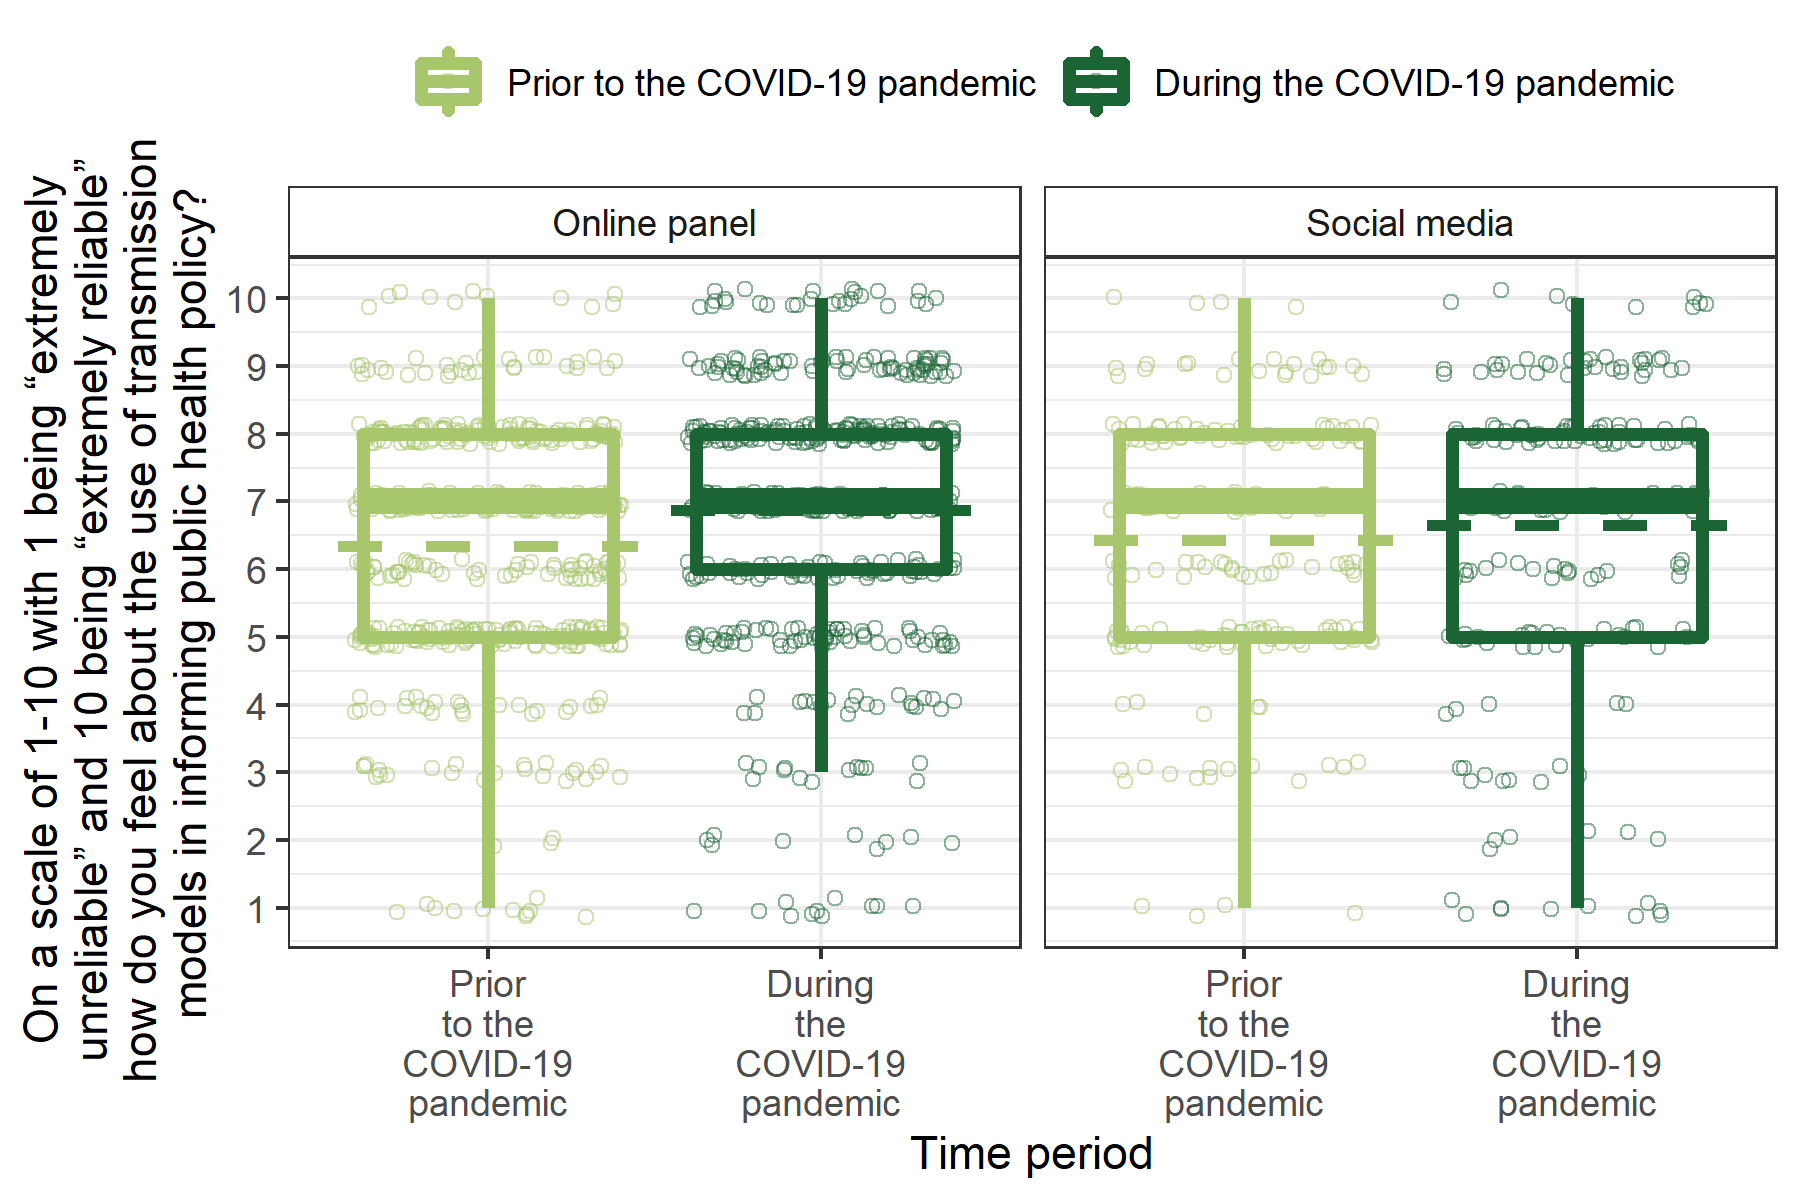 Prior to the COVID-19 pandemic
During the COVID-19 pandemic
On a scale of 1-10 with 1 being “extremely
unreliable” and 10 being “extremely reliable”
how do you feel about the use of transmission
models in informing public health policy?
Online panel
Social media
10
9
8
7
6
5
4
3
2
1
Prior
to the
COVID-19
pandemic
During
the
COVID-19
pandemic
Prior
to the
COVID-19
pandemic
During
the
COVID-19
pandemic
Time period